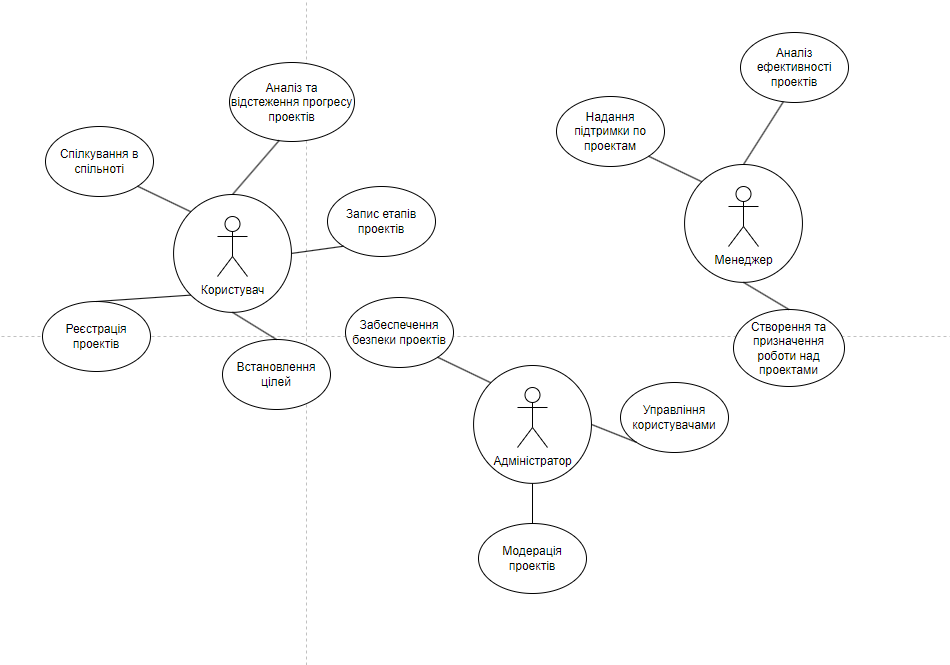 Аналіз
ефективності
проектів
Аналіз та
відстеження прогресу
проектів
Надання
підтримки по
проектам
Спілкування в
спільноті
Запис етапів
проектів
Менеджер
Користувач
Реєстрація
проектів
Забеспечення
безпеки проектів
Створення та
призначення
роботи над
проектами
Встановлення
цілей
Управління
користувачами
Адміністратор
Модерація
проектів